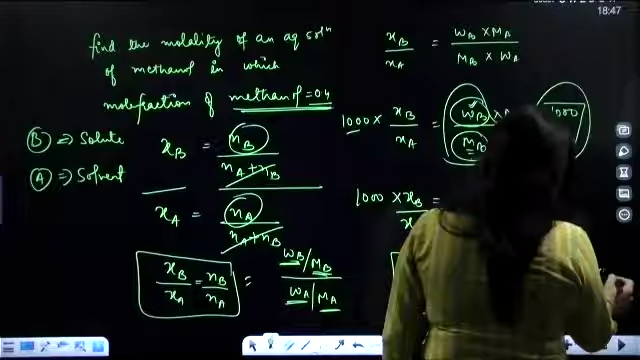 18:47
find the molality of an aq solⁿ
of methanol in which
molefraction of methanol = 0.4
(B) ⇒ Solute
(A) ⇒ Solvent
x_B = n_B / (n_A + n_B)
x_A = n_A / (n_A + n_B)
x_B / x_A = n_B / n_A = (W_B / M_B) / (W_A / M_A)
x_B / x_A = (W_B × M_A) / (M_B × W_A)
1000 × x_B / x_A = W_B × / M_B 1000
1000 × x_B =